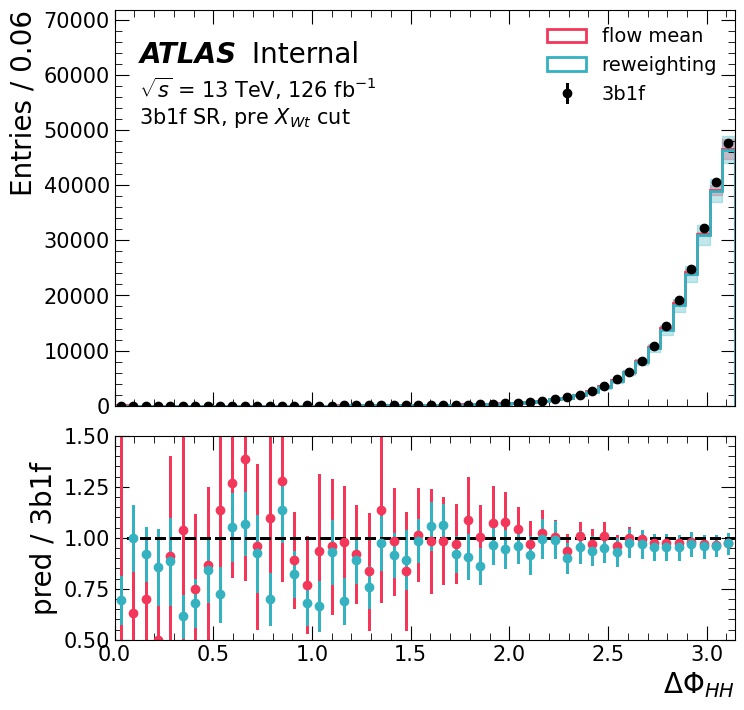 Entries / 0.06
70000
60000
50000
40000
30000
20000
10000
0
ATLAS Internal
√s = 13 TeV, 126 fb⁻¹
3b1f SR, pre X_Wt cut
flow mean
reweighting
3b1f
pred / 3b1f
1.50
1.25
1.00
0.75
0.50
0.0 0.5 1.0 1.5 2.0 2.5 3.0
ΔΦ_HH